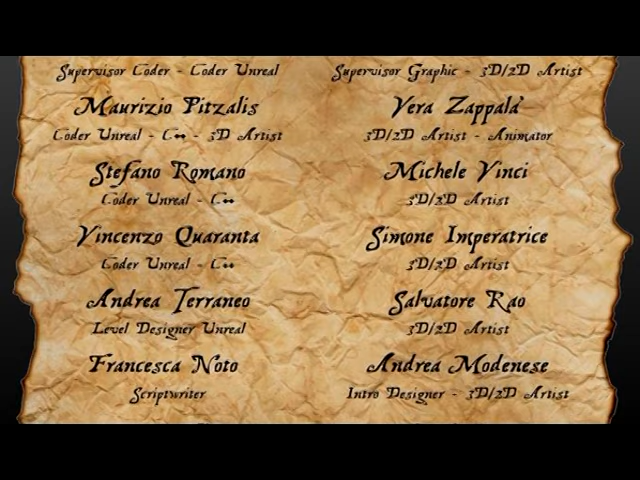 Supervisor Coder - Coder Unreal
Supervisor Graphic - 3D/2D Artist
Maurizio Pitzalis
Coder Unreal - C++ - 3D Artist
Vera Zappala'
3D/2D Artist - Animator
Stefano Romano
Coder Unreal - C++
Michele Vinci
3D/2D Artist
Vincenzo Quaranta
Coder Unreal - C++
Simone Imperatrice
3D/2D Artist
Andrea Terraneo
Level Designer Unreal
Salvatore Rao
3D/2D Artist
Francesca Noto
Scriptwriter
Andrea Modenese
Intro Designer - 3D/2D Artist